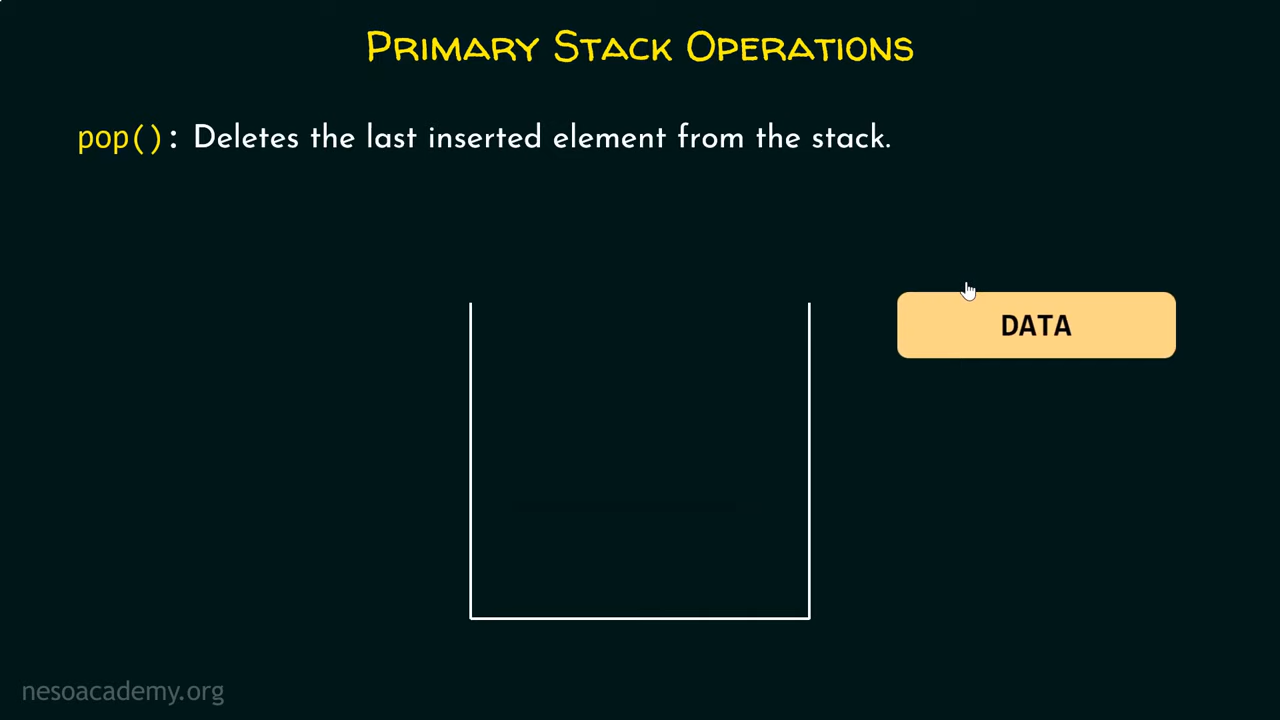 Primary Stack Operations
pop(): Deletes the last inserted element from the stack.
DATA
nesoacademy.org